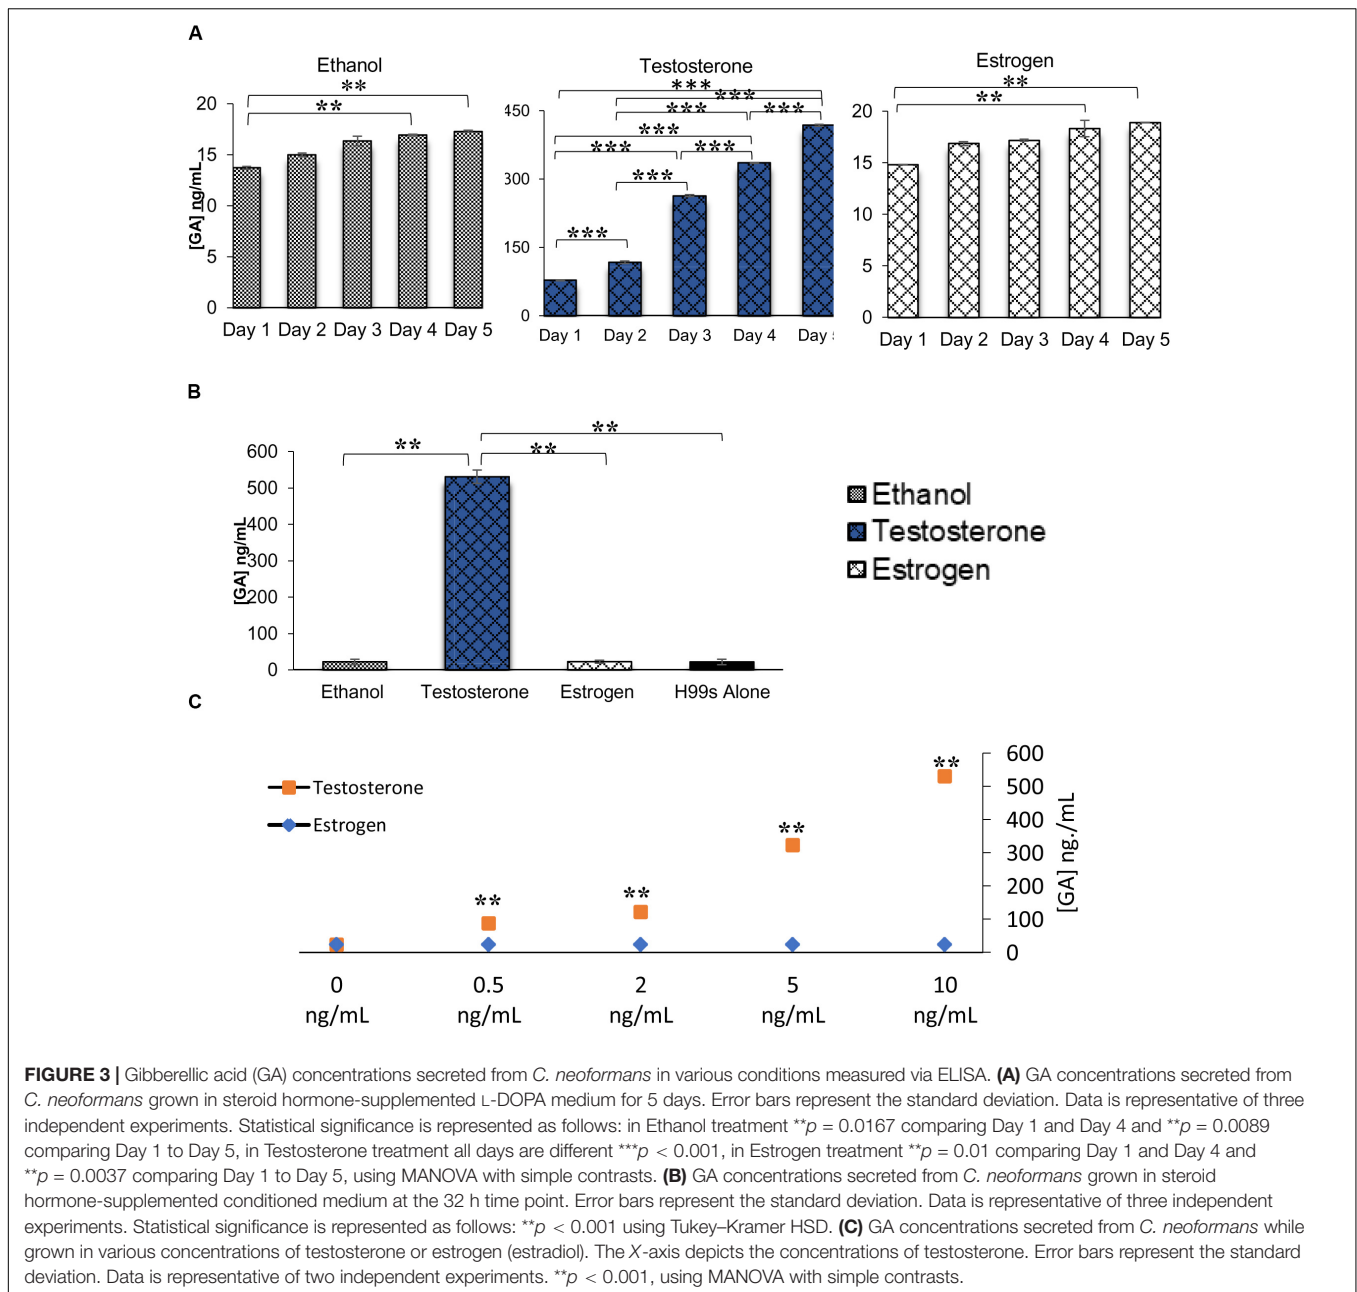 A
Ethanol
**
**
20
15
10
5
0
[GA] ng/mL
Day 1 Day 2 Day 3 Day 4 Day 5
Testosterone
***
***
*** ***
***
*** ***
***
***
450
300
150
0
Day 1 Day 2 Day 3 Day 4 Day 5
Estrogen
**
**
20
15
10
5
0
Day 1 Day 2 Day 3 Day 4 Day 5
B
** ** **
600
500
400
300
200
100
0
[GA] ng/mL
Ethanol Testosterone Estrogen H99s Alone
Ethanol
Testosterone
Estrogen
C
Testosterone
Estrogen
** ** ** **
600
500
400
300
200
100
0
[GA] ng./mL
0 0.5 2 5 10
ng/mL ng/mL ng/mL ng/mL ng/mL
FIGURE 3 | Gibberellic acid (GA) concentrations secreted from C. neoformans in various conditions measured via ELISA. (A) GA concentrations secreted from
C. neoformans grown in steroid hormone-supplemented L-DOPA medium for 5 days. Error bars represent the standard deviation. Data is representative of three
independent experiments. Statistical significance is represented as follows: in Ethanol treatment **p = 0.0167 comparing Day 1 and Day 4 and **p = 0.0089
comparing Day 1 to Day 5, in Testosterone treatment all days are different ***p < 0.001, in Estrogen treatment **p = 0.01 comparing Day 1 and Day 4 and
**p = 0.0037 comparing Day 1 to Day 5, using MANOVA with simple contrasts. (B) GA concentrations secreted from C. neoformans grown in steroid
hormone-supplemented conditioned medium at the 32 h time point. Error bars represent the standard deviation. Data is representative of three independent
experiments. Statistical significance is represented as follows: **p < 0.001 using Tukey–Kramer HSD. (C) GA concentrations secreted from C. neoformans while
grown in various concentrations of testosterone or estrogen (estradiol). The X-axis depicts the concentrations of testosterone. Error bars represent the standard
deviation. Data is representative of two independent experiments. **p < 0.001, using MANOVA with simple contrasts.